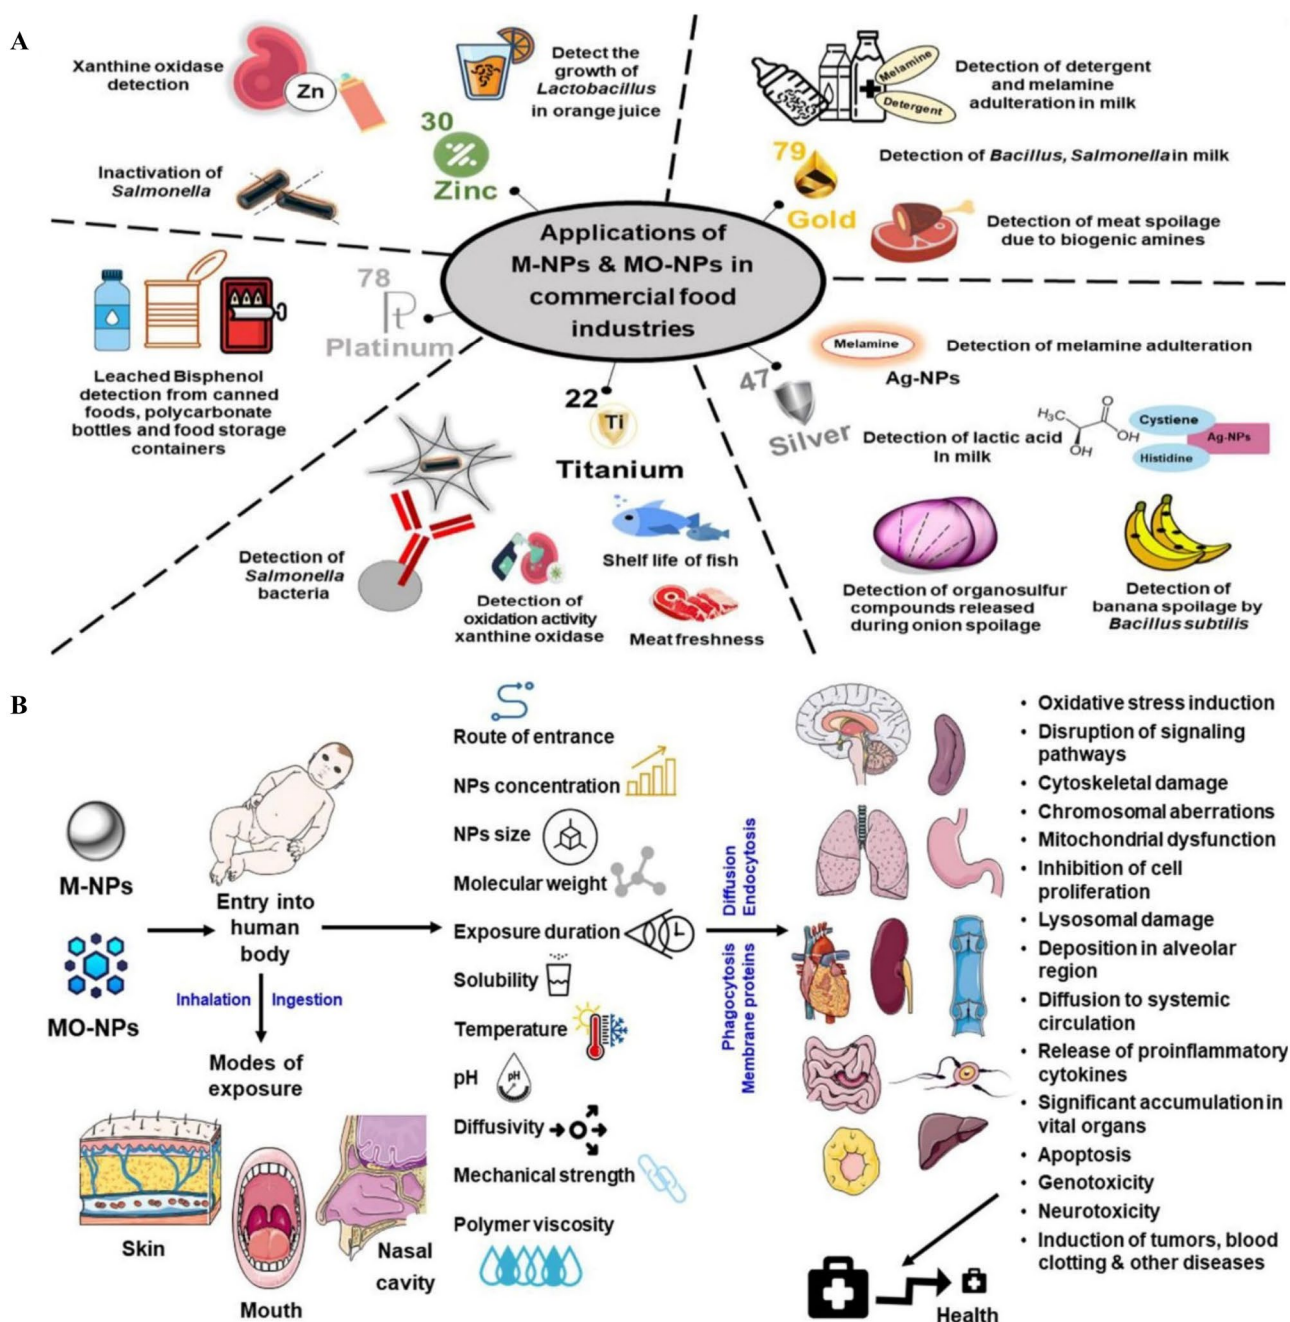 A
Xanthine oxidase
detection
Zn
Detect the
growth of
Lactobacillus
in orange juice
30
Zinc
Inactivation of
Salmonella
Melamine
Detergent
Detection of detergent
and melamine
adulteration in milk
79
Gold
Detection of Bacillus, Salmonella in milk
Detection of meat spoilage
due to biogenic amines
Applications of
M-NPs & MO-NPs in
commercial food
industries
78
Pt
Platinum
Leached Bisphenol
detection from canned
foods, polycarbonate
bottles and food storage
containers
22
Ti
Titanium
Detection of
Salmonella
bacteria
Detection of
oxidation activity
xanthine oxidase
Shelf life of fish
Meat freshness
47
Silver
Melamine
Ag-NPs
Detection of melamine adulteration
Detection of lactic acid
In milk
H3C
O
OH
OH
Cystiene
Histidine
Ag-NPs
Detection of organosulfur
compounds released
during onion spoilage
Detection of
banana spoilage by
Bacillus subtilis
B
M-NPs
MO-NPs
Entry into
human
body
Inhalation
Ingestion
Modes of
exposure
Skin
Mouth
Nasal
cavity
Route of entrance
NPs concentration
NPs size
Molecular weight
Exposure duration
Solubility
Temperature
pH
pH
Diffusivity
Mechanical strength
Polymer viscosity
Diffusion
Endocytosis
Phagocytosis
Membrane proteins
• Oxidative stress induction
• Disruption of signaling
pathways
• Cytoskeletal damage
• Chromosomal aberrations
• Mitochondrial dysfunction
• Inhibition of cell
proliferation
• Lysosomal damage
• Deposition in alveolar
region
• Diffusion to systemic
circulation
• Release of proinflammatory
cytokines
• Significant accumulation in
vital organs
• Apoptosis
• Genotoxicity
• Neurotoxicity
• Induction of tumors, blood
clotting & other diseases
Health